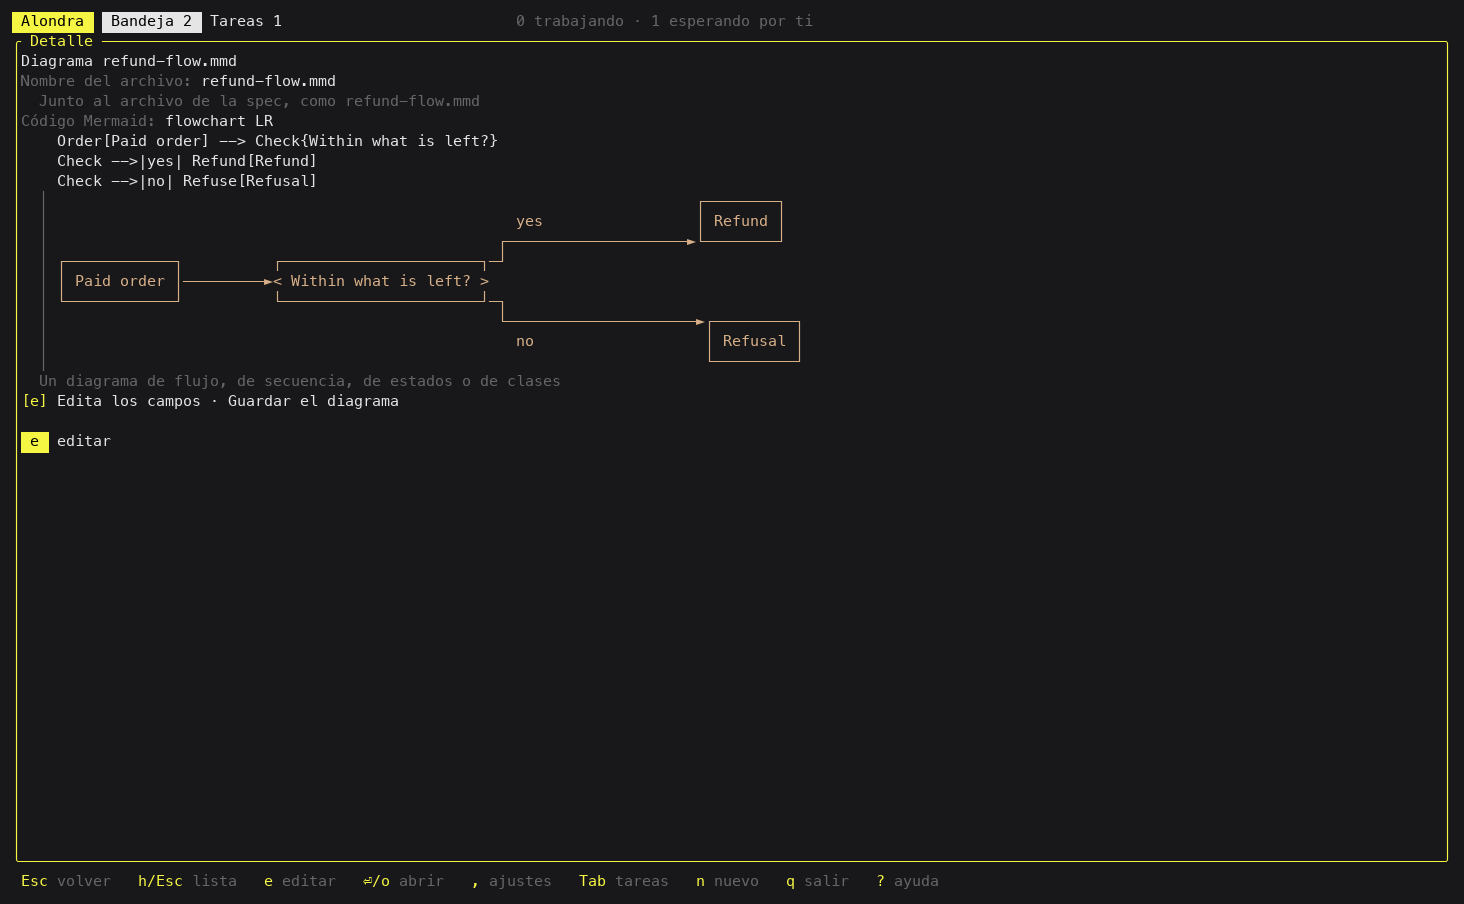 Alondra Bandeja 2 Tareas 1 0 trabajando · 1 esperando por ti
Detalle
Diagrama refund-flow.mmd
Nombre del archivo: refund-flow.mmd
Junto al archivo de la spec, como refund-flow.mmd
Código Mermaid: flowchart LR
Order[Paid order] --> Check{Within what is left?}
Check -->|yes| Refund[Refund]
Check -->|no| Refuse[Refusal]
yes Refund
Paid order < Within what is left? >
no Refusal
Un diagrama de flujo, de secuencia, de estados o de clases
[e] Edita los campos · Guardar el diagrama
e editar
Esc volver h/Esc lista e editar ⏎/o abrir , ajustes Tab tareas n nuevo q salir ? ayuda